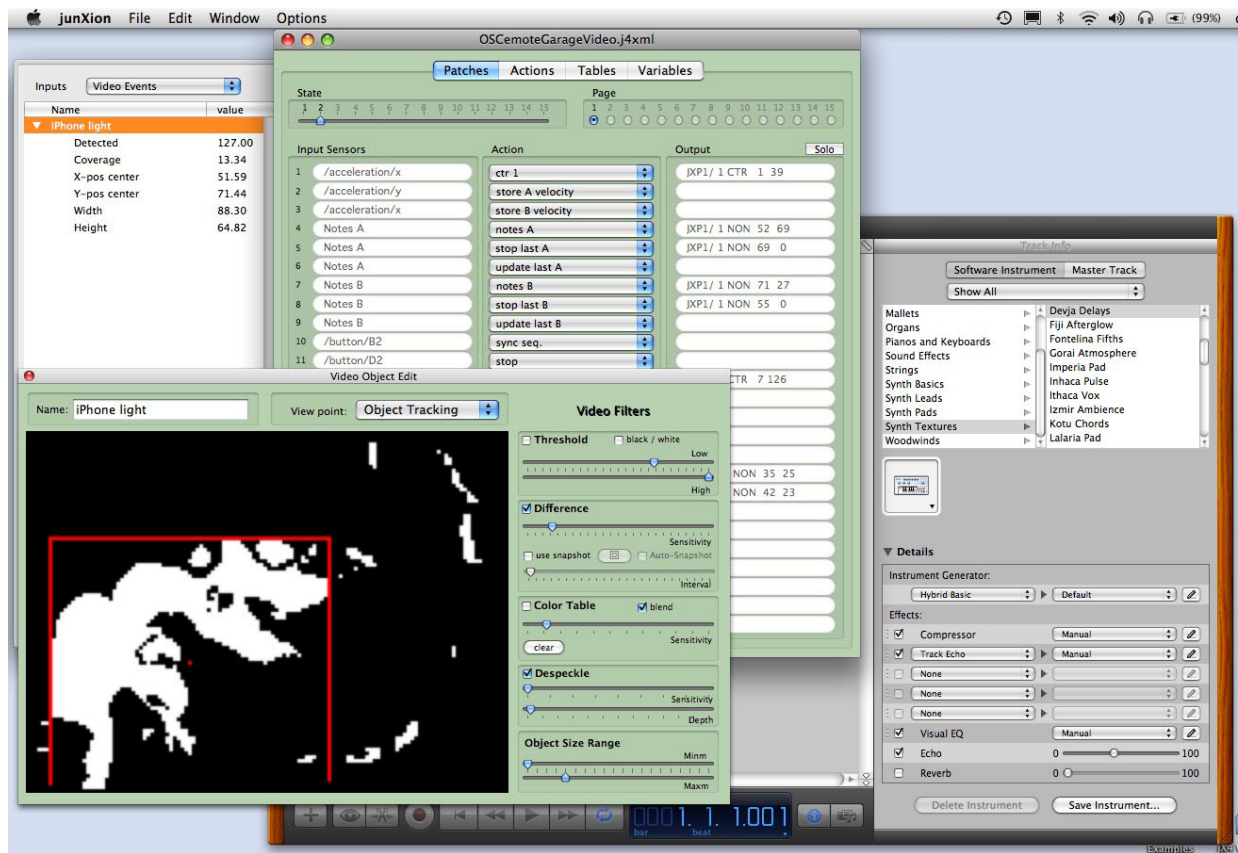 junXion File Edit Window Options (99%)
OSCemoteGarageVideo.j4xml
Patches Actions Tables Variables
State
1 2 3 4 5 6 7 8 9 10 11 12 13 14 15
Page
1 2 3 4 5 6 7 8 9 10 11 12 13 14 15
Inputs Video Events
Name value
iPhone light
Detected 127.00
Coverage 13.34
X-pos center 51.59
Y-pos center 71.44
Width 88.30
Height 64.82
Input Sensors Action Output Solo
1 /acceleration/x ctr 1 JXP1/ 1 CTR 1 39
2 /acceleration/y store A velocity
3 /acceleration/x store B velocity
4 Notes A notes A JXP1/ 1 NON 52 69
5 Notes A stop last A JXP1/ 1 NON 69 0
6 Notes A update last A
7 Notes B notes B JXP1/ 1 NON 71 27
8 Notes B stop last B JXP1/ 1 NON 55 0
9 Notes B update last B
10 /button/B2 sync seq.
11 /button/D2 stop
CTR 7 126
NON 35 25
NON 42 23
Video Object Edit
Name: iPhone light
View point: Object Tracking
Video Filters
Threshold black / white
Low
High
Difference
Sensitivity
use snapshot Auto-Snapshot
Interval
Color Table blend
Sensitivity
clear
Despeckle
Sensitivity
Depth
Object Size Range
Minm
Maxm
Track Info
Software Instrument Master Track
Show All
Mallets
Organs
Pianos and Keyboards
Sound Effects
Strings
Synth Basics
Synth Leads
Synth Pads
Synth Textures
Woodwinds
Devja Delays
Fiji Afterglow
Fontelina Fifths
Gorai Atmosphere
Imperia Pad
Inhaca Pulse
Ithaca Vox
Izmir Ambience
Kotu Chords
Lalaria Pad
Details
Instrument Generator:
Hybrid Basic Default
Effects:
Compressor Manual
Track Echo Manual
None
None
None
Visual EQ Manual
Echo 0 100
Reverb 0 100
Delete Instrument Save Instrument...
000 1. 1. 1.001
bar beat
Examples